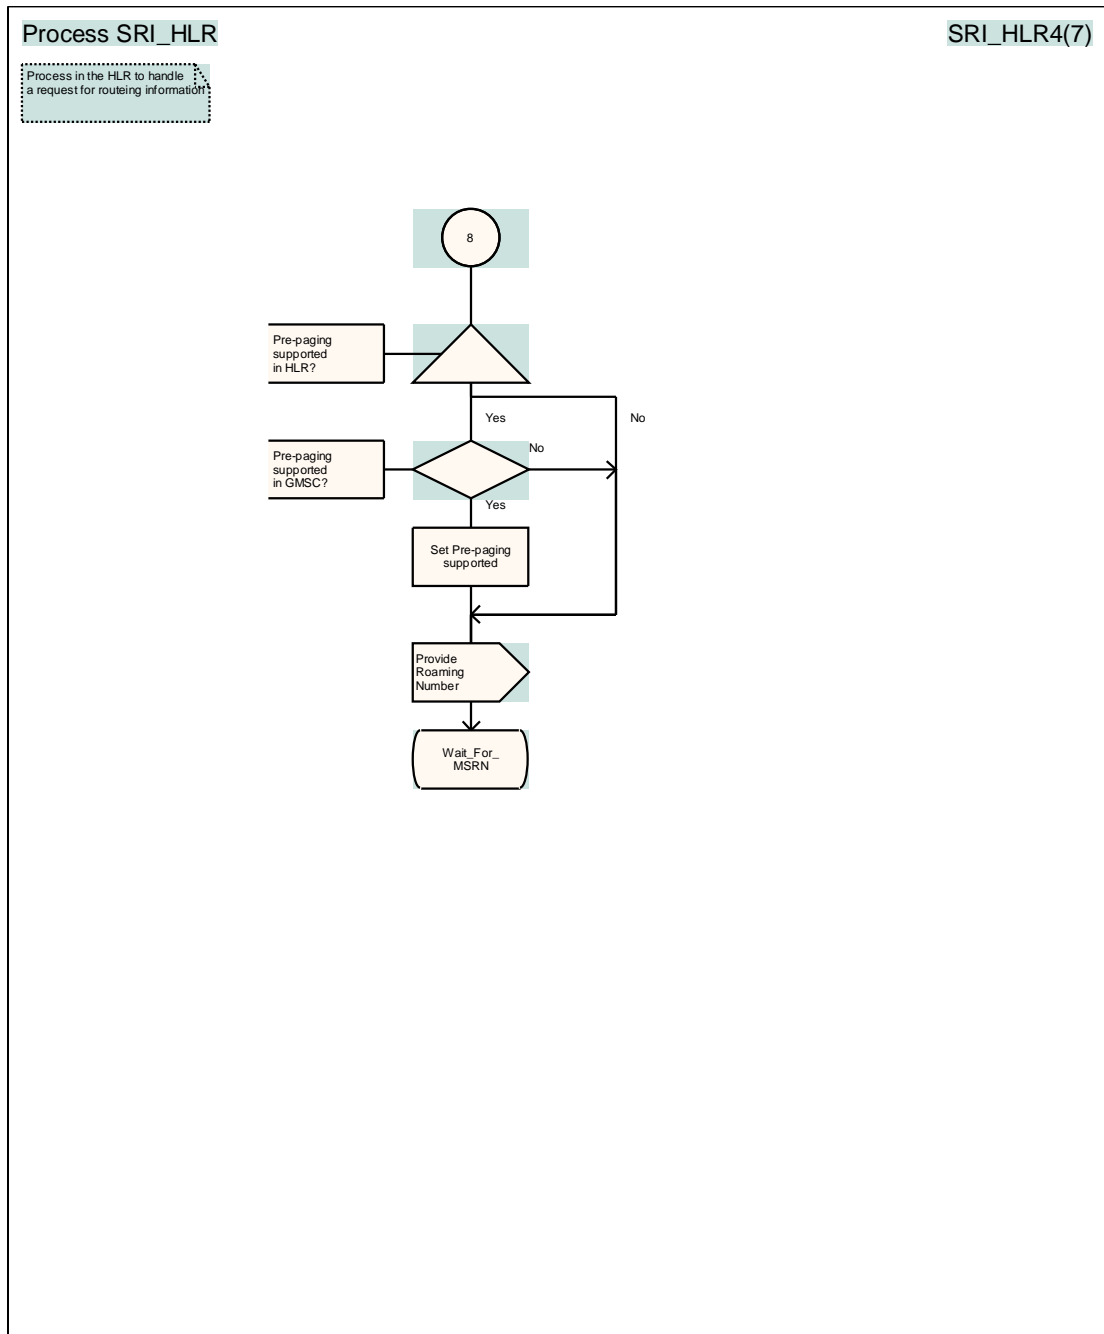 Process SRI_HLR
SRI_HLR4(7)
Process in the HLR to handle
a request for routeing information
8
Pre-paging
supported
in HLR?
Yes
No
Pre-paging
supported
in GMSC?
No
Yes
Set Pre-paging
supported
Provide
Roaming
Number
Wait_For_
MSRN